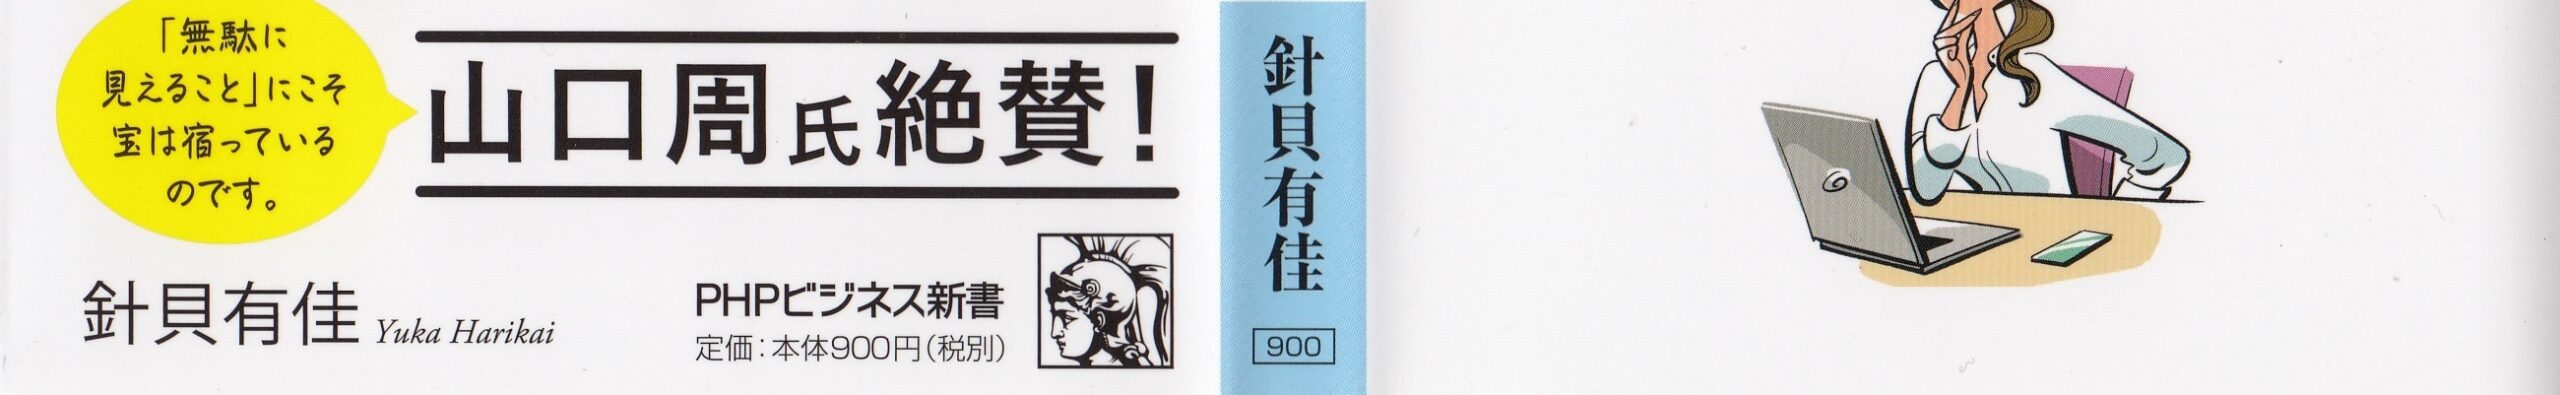 「無駄に
見えること」にこそ
宝は宿っている
のです。
山口周氏絶賛!
針貝有佳 Yuka Harikai
PHPビジネス新書
定価:本体900円(税別)
針貝有佳
900